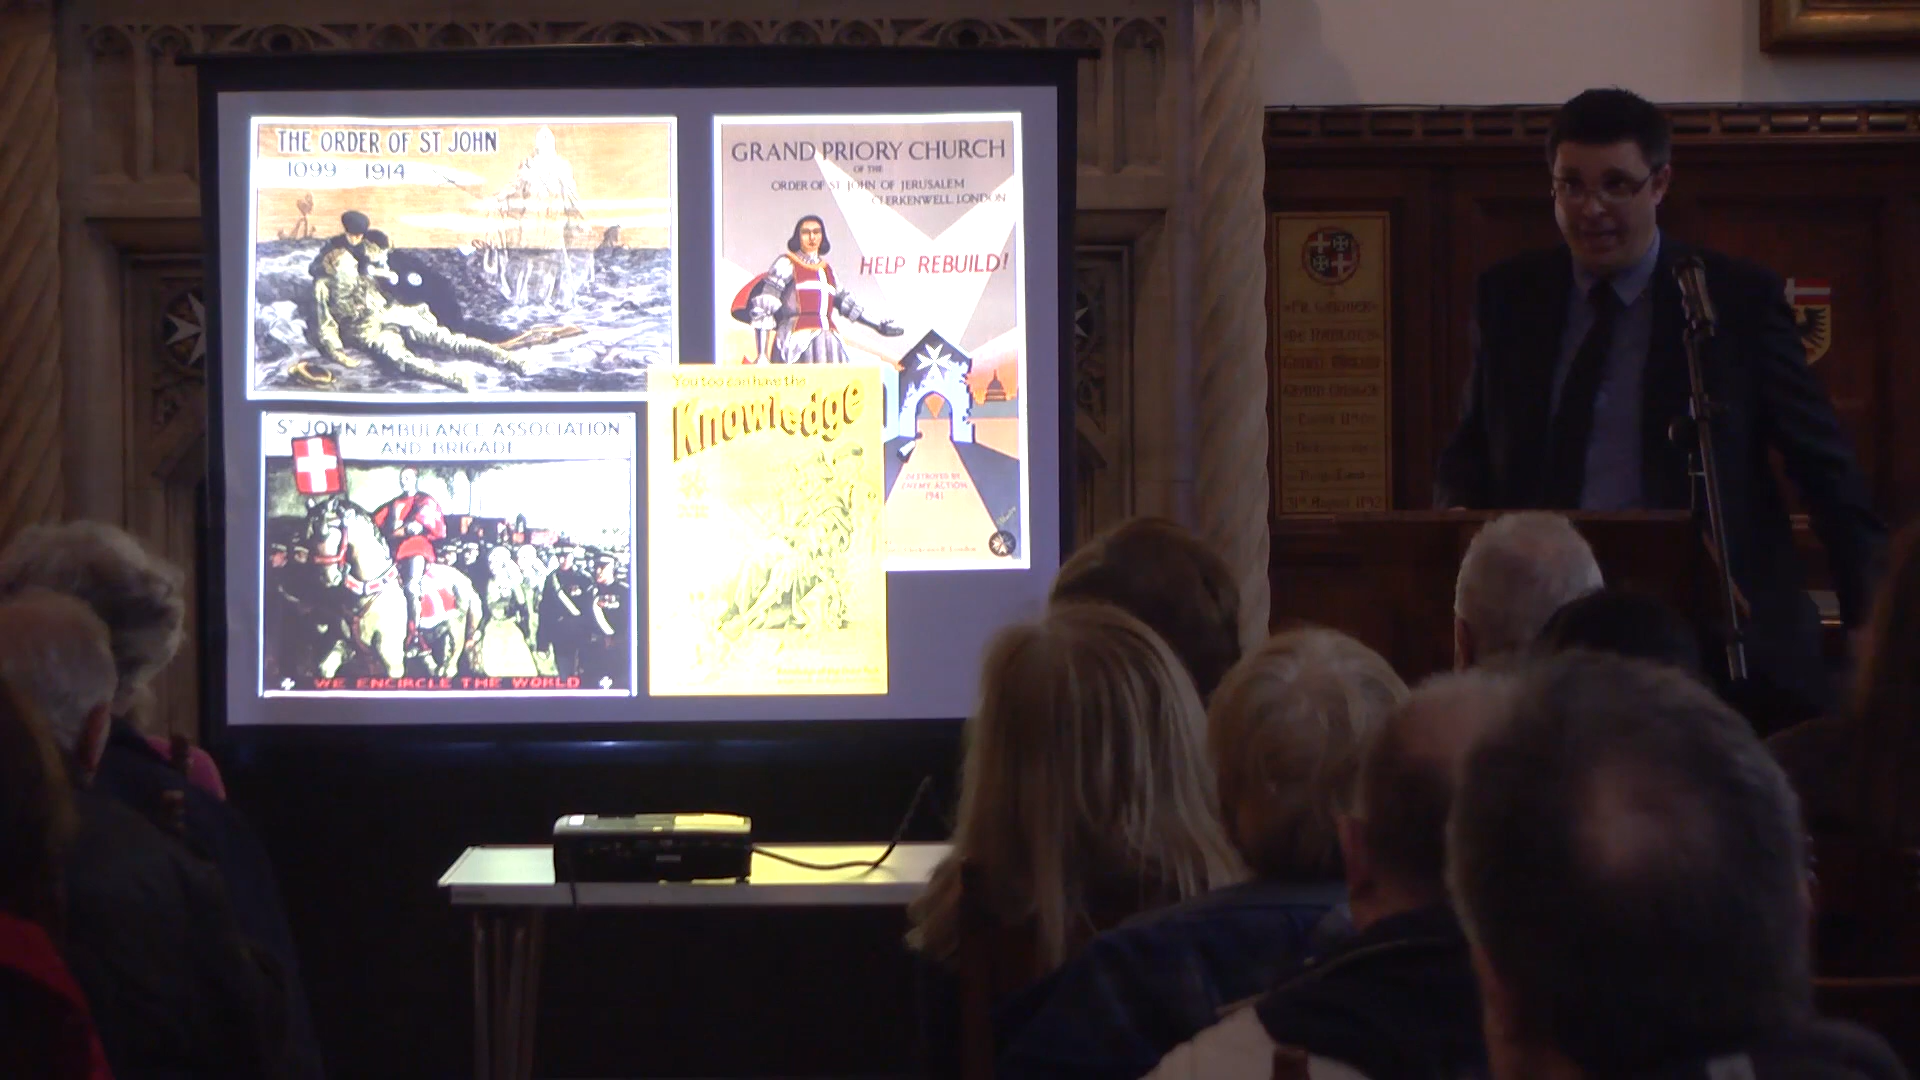 THE ORDER OF ST JOHN
1099 - 1914
GRAND PRIORY CHURCH
OF THE
ORDER OF ST JOHN OF JERUSALEM
CLERKENWELL, LONDON
HELP REBUILD!
DESTROYED BY
ENEMY ACTION
1941
Clerkenwell, London
ST JOHN AMBULANCE ASSOCIATION
AND BRIGADE
WE ENCIRCLE THE WORLD
You too can have the
Knowledge